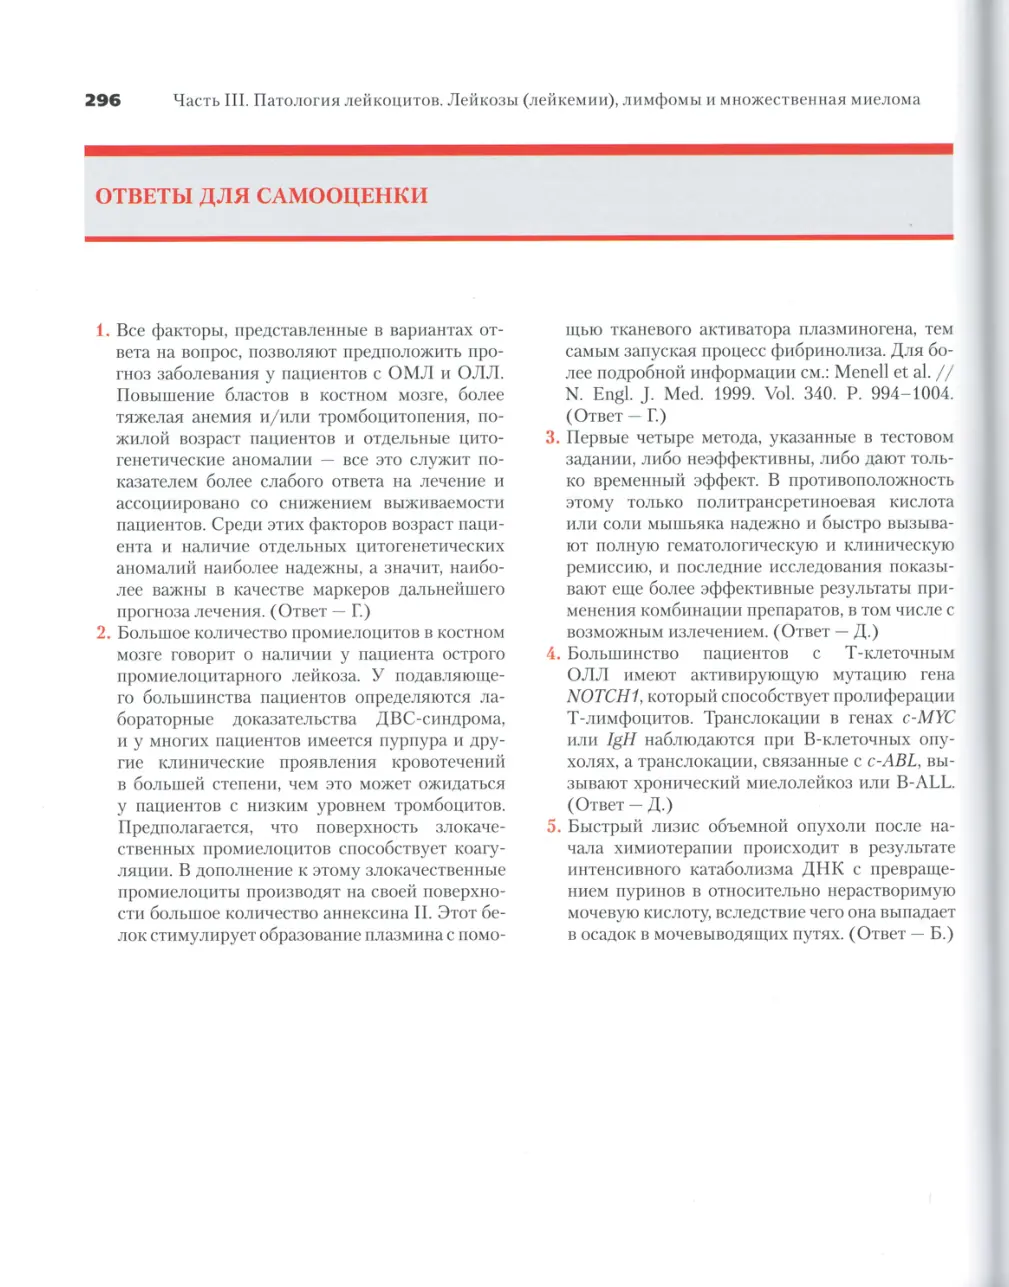 296 Часть III. Патология лейкоцитов. Лейкозы (лейкемии), лимфомы и множественная миелома
ОТВЕТЫ ДЛЯ САМООЦЕНКИ
1. Все факторы, представленные в вариантах от-
вета на вопрос, позволяют предположить про-
гноз заболевания у пациентов с ОМЛ и ОЛЛ.
Повышение бластов в костном мозге, более
тяжелая анемия и/или тромбоцитопения, по-
жилой возраст пациентов и отдельные цито-
генетические аномалии — все это служит по-
казателем более слабого ответа на лечение и
ассоциировано со снижением выживаемости
пациентов. Среди этих факторов возраст паци-
ента и наличие отдельных цитогенетических
аномалий наиболее надежны, а значит, наибо-
лее важны в качестве маркеров дальнейшего
прогноза лечения. (Ответ — Г.)
2. Большое количество промиелоцитов в костном
мозге говорит о наличии у пациента острого
промиелоцитарного лейкоза. У подавляюще-
го большинства пациентов определяются ла-
бораторные доказательства ДВС-синдрома,
и у многих пациентов имеется пурпура и дру-
гие клинические проявления кровотечений
в большей степени, чем это может ожидаться
у пациентов с низким уровнем тромбоцитов.
Предполагается, что поверхность злокаче-
ственных промиелоцитов способствует коагу-
ляции. В дополнение к этому злокачественные
промиелоциты производят на своей поверхно-
сти большое количество аннексина II. Этот бе-
лок стимулирует образование плазмина с помо-
щью тканевого активатора плазминогена, тем
самым запуская процесс фибринолиза. Для бо-
лее подробной информации см.: Menell et al. //
N. Engl. J. Med. 1999. Vol. 340. P. 994–1004.
(Ответ — Г.)
3. Первые четыре метода, указанные в тестовом
задании, либо неэффективны, либо дают толь-
ко временный эффект. В противоположность
этому только политрансретиноевая кислота
или соли мышьяка надежно и быстро вызыва-
ют полную гематологическую и клиническую
ремиссию, и последние исследования показы-
вают еще более эффективные результаты при-
менения комбинации препаратов, в том числе с
возможным излечением. (Ответ — Д.)
4. Большинство пациентов с Т-клеточным
ОЛЛ имеют активирующую мутацию гена
NOTCH1, который способствует пролиферации
Т-лимфоцитов. Транслокации в генах c-MYC
или IgH наблюдаются при В-клеточных опу-
холях, а транслокации, связанные с c-ABL, вы-
зывают хронический миелолейкоз или B-ALL.
(Ответ — Д.)
5. Быстрый лизис объемной опухоли после на-
чала химиотерапии происходит в результате
интенсивного катаболизма ДНК с превраще-
нием пуринов в относительно нерастворимую
мочевую кислоту, вследствие чего она выпадает
в осадок в мочевыводящих путях. (Ответ — Б.)